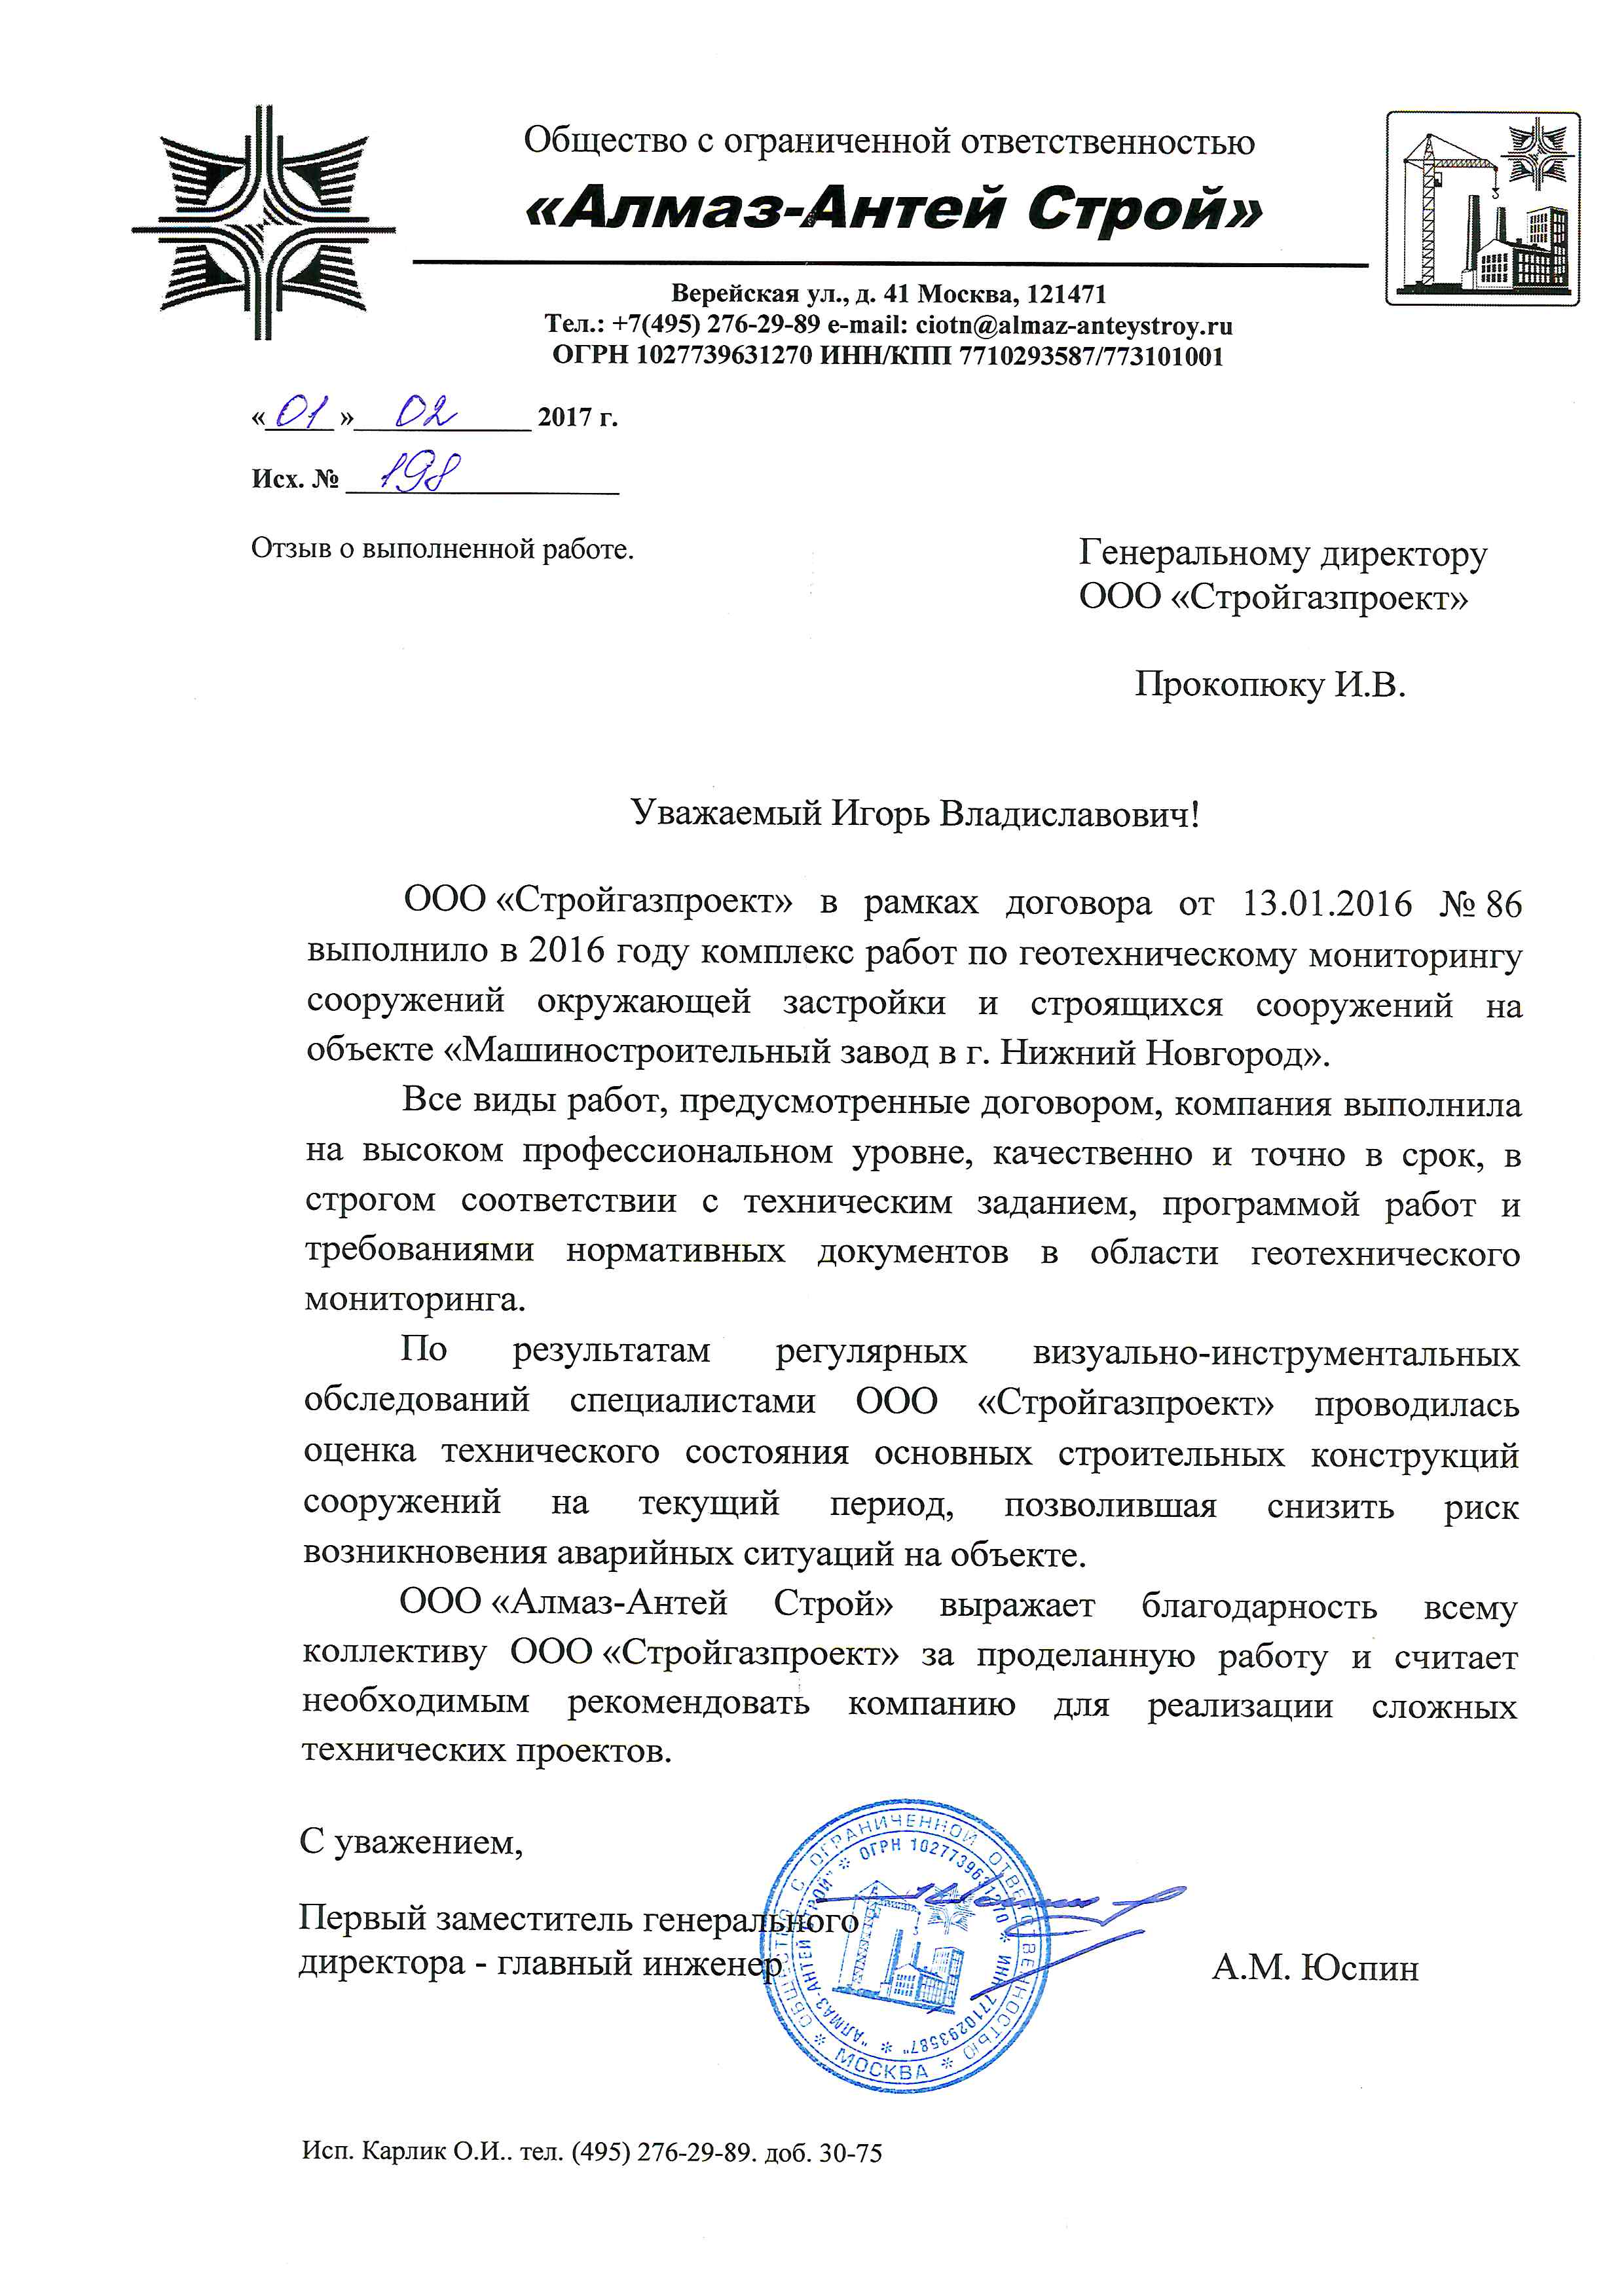 Общество с ограниченной ответственностью
«Алмаз-Антей Строй»
Верейская ул., д. 41 Москва, 121471
Тел.: +7(495) 276-29-89 e-mail: ciotn@almaz-anteystroy.ru
ОГРН 1027739631270 ИНН/КПП 7710293587/773101001
«01» 02 2017 г.
Исх. № 198
Отзыв о выполненной работе.
Генеральному директору
ООО «Стройгазпроект»
Прокопюку И.В.
Уважаемый Игорь Владиславович!
ООО «Стройгазпроект» в рамках договора от 13.01.2016 № 86
выполнило в 2016 году комплекс работ по геотехническому мониторингу
сооружений окружающей застройки и строящихся сооружений на
объекте «Машиностроительный завод в г. Нижний Новгород».
Все виды работ, предусмотренные договором, компания выполнила
на высоком профессиональном уровне, качественно и точно в срок, в
строгом соответствии с техническим заданием, программой работ и
требованиями нормативных документов в области геотехнического
мониторинга.
По результатам регулярных визуально-инструментальных
обследований специалистами ООО «Стройгазпроект» проводилась
оценка технического состояния основных строительных конструкций
сооружений на текущий период, позволившая снизить риск
возникновения аварийных ситуаций на объекте.
ООО «Алмаз-Антей Строй» выражает благодарность всему
коллективу ООО «Стройгазпроект» за проделанную работу и считает
необходимым рекомендовать компанию для реализации сложных
технических проектов.
С уважением,
Первый заместитель генерального
директора - главный инженер
А.М. Юспин
ОБЩЕСТВО С ОГРАНИЧЕННОЙ ОТВЕТСТВЕННОСТЬЮ * МОСКВА *
"АЛМАЗ-АНТЕЙ СТРОЙ" * ОГРН 1027739631270 * ИНН 7710293587 *
Исп. Карлик О.И.. тел. (495) 276-29-89. доб. 30-75